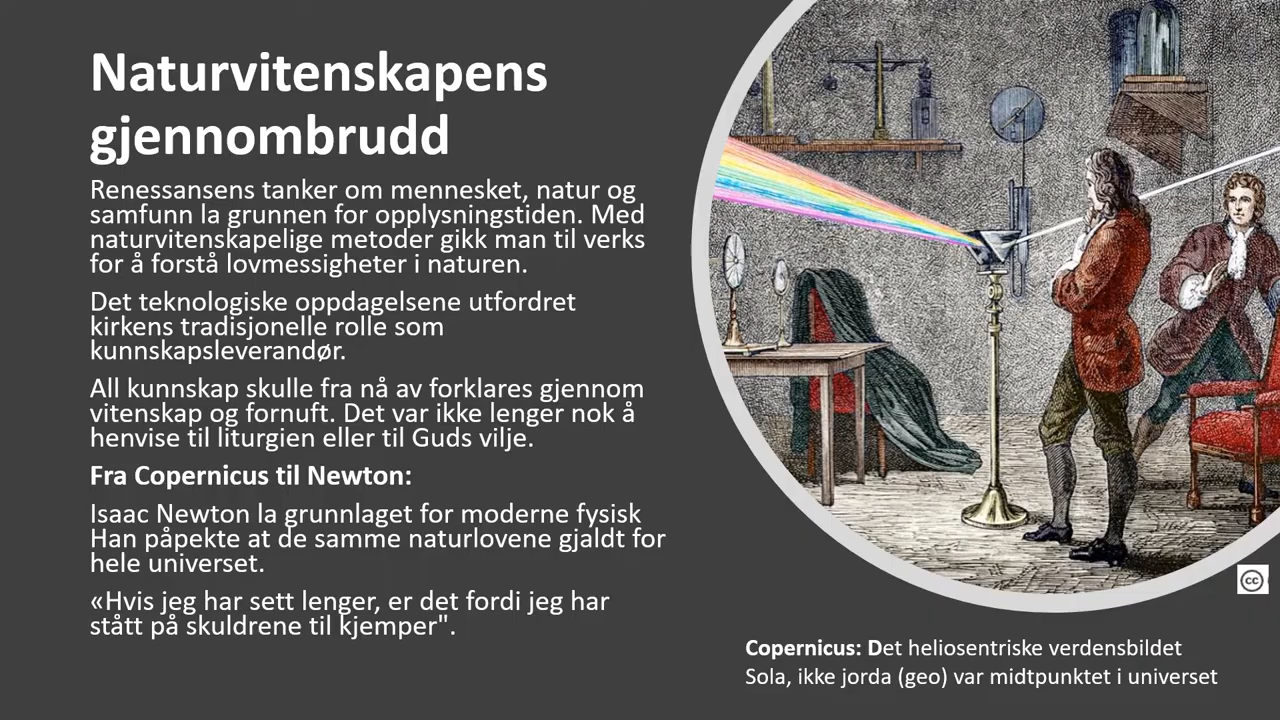 Naturvitenskapens
gjennombrudd
Renessansens tanker om mennesket, natur og
samfunn la grunnen for opplysningstiden. Med
naturvitenskapelige metoder gikk man til verks
for å forstå lovmessigheter i naturen.
Det teknologiske oppdagelsene utfordret
kirkens tradisjonelle rolle som
kunnskapsleverandør.
All kunnskap skulle fra nå av forklares gjennom
vitenskap og fornuft. Det var ikke lenger nok å
henvise til liturgien eller til Guds vilje.
Fra Copernicus til Newton:
Isaac Newton la grunnlaget for moderne fysisk
Han påpekte at de samme naturlovene gjaldt for
hele universet.
«Hvis jeg har sett lenger, er det fordi jeg har
stått på skuldrene til kjemper".
cc
Copernicus: Det heliosentriske verdensbildet
Sola, ikke jorda (geo) var midtpunktet i universet